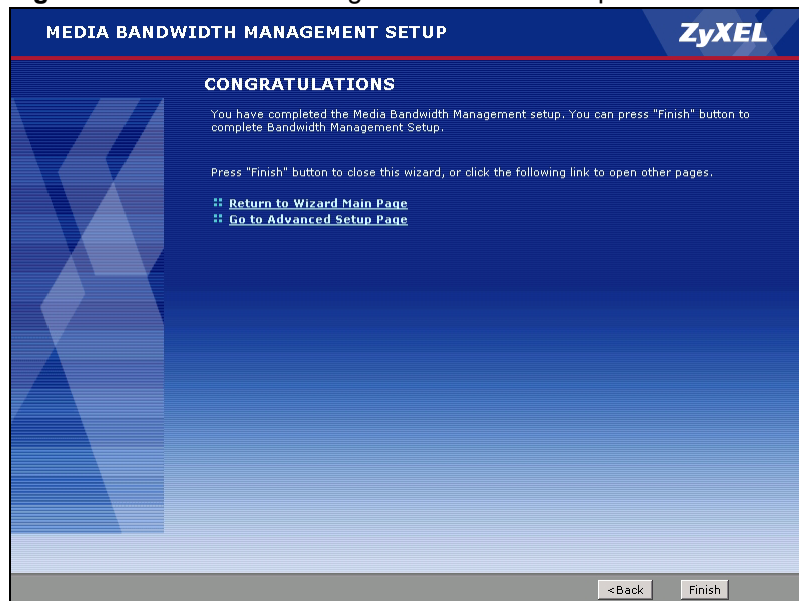 MEDIA BANDWIDTH MANAGEMENT SETUP
ZyXEL
CONGRATULATIONS
You have completed the Media Bandwidth Management setup. You can press "Finish" button to
complete Bandwidth Management Setup.
Press "Finish" button to close this wizard, or click the following link to open other pages.
Return to Wizard Main Page
Go to Advanced Setup Page
<Back
Finish